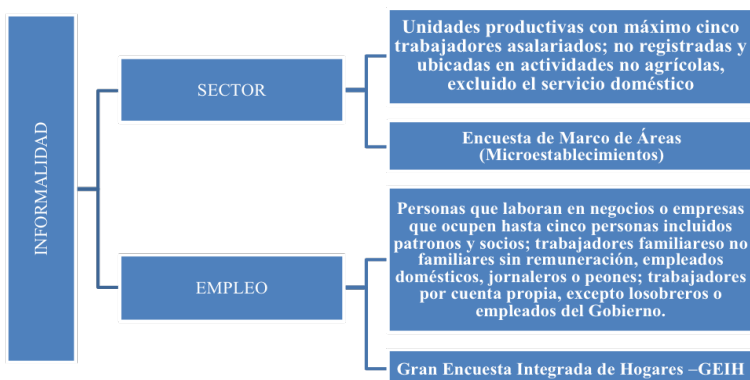 INFORMALIDAD
SECTOR
Unidades productivas con máximo cinco
trabajadores asalariados; no registradas y
ubicadas en actividades no agrícolas,
excluido el servicio doméstico
Encuesta de Marco de Áreas
(Microestablecimientos)
EMPLEO
Personas que laboran en negocios o empresas
que ocupen hasta cinco personas incluidos
patronos y socios; trabajadores familiareso no
familiares sin remuneración, empleados
domésticos, jornaleros o peones; trabajadores
por cuenta propia, excepto losobreros o
empleados del Gobierno.
Gran Encuesta Integrada de Hogares –GEIH